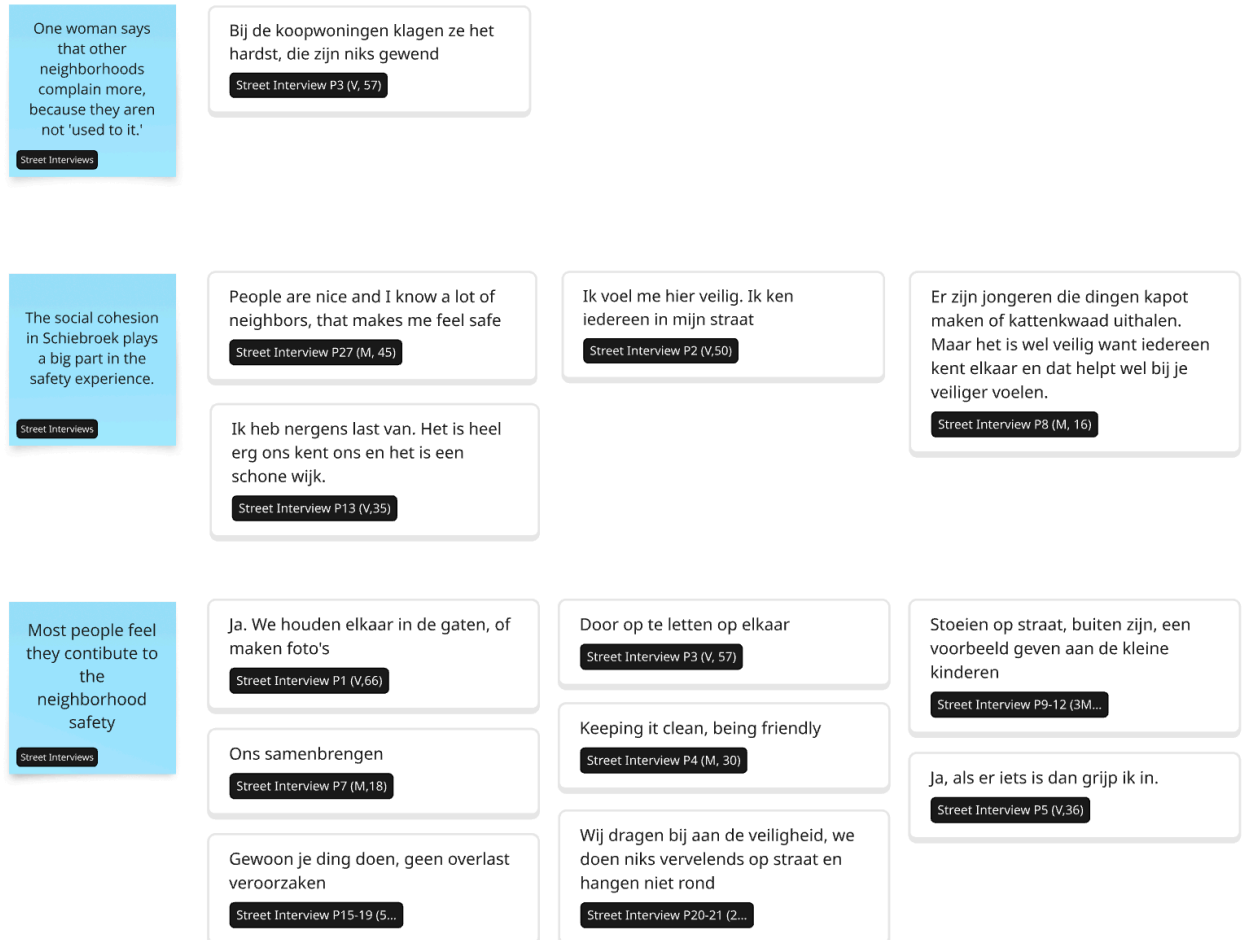 One woman says
that other
neighborhoods
complain more,
because they aren
not 'used to it.'
Street Interviews
Bij de koopwoningen klagen ze het
hardst, die zijn niks gewend
Street Interview P3 (V, 57)
The social cohesion
in Schiebroek plays
a big part in the
safety experience.
Street Interviews
People are nice and I know a lot of
neighbors, that makes me feel safe
Street Interview P27 (M, 45)
Ik voel me hier veilig. Ik ken
iedereen in mijn straat
Street Interview P2 (V,50)
Er zijn jongeren die dingen kapot
maken of kattenkwaad uithalen.
Maar het is wel veilig want iedereen
kent elkaar en dat helpt wel bij je
veiliger voelen.
Street Interview P8 (M, 16)
Ik heb nergens last van. Het is heel
erg ons kent ons en het is een
schone wijk.
Street Interview P13 (V,35)
Most people feel
they contibute to
the
neighborhood
safety
Street Interviews
Ja. We houden elkaar in de gaten, of
maken foto's
Street Interview P1 (V,66)
Door op te letten op elkaar
Street Interview P3 (V, 57)
Stoeien op straat, buiten zijn, een
voorbeeld geven aan de kleine
kinderen
Street Interview P9-12 (3M...
Ons samenbrengen
Street Interview P7 (M,18)
Keeping it clean, being friendly
Street Interview P4 (M, 30)
Ja, als er iets is dan grijp ik in.
Street Interview P5 (V,36)
Gewoon je ding doen, geen overlast
veroorzaken
Street Interview P15-19 (5...
Wij dragen bij aan de veiligheid, we
doen niks vervelends op straat en
hangen niet rond
Street Interview P20-21 (2...